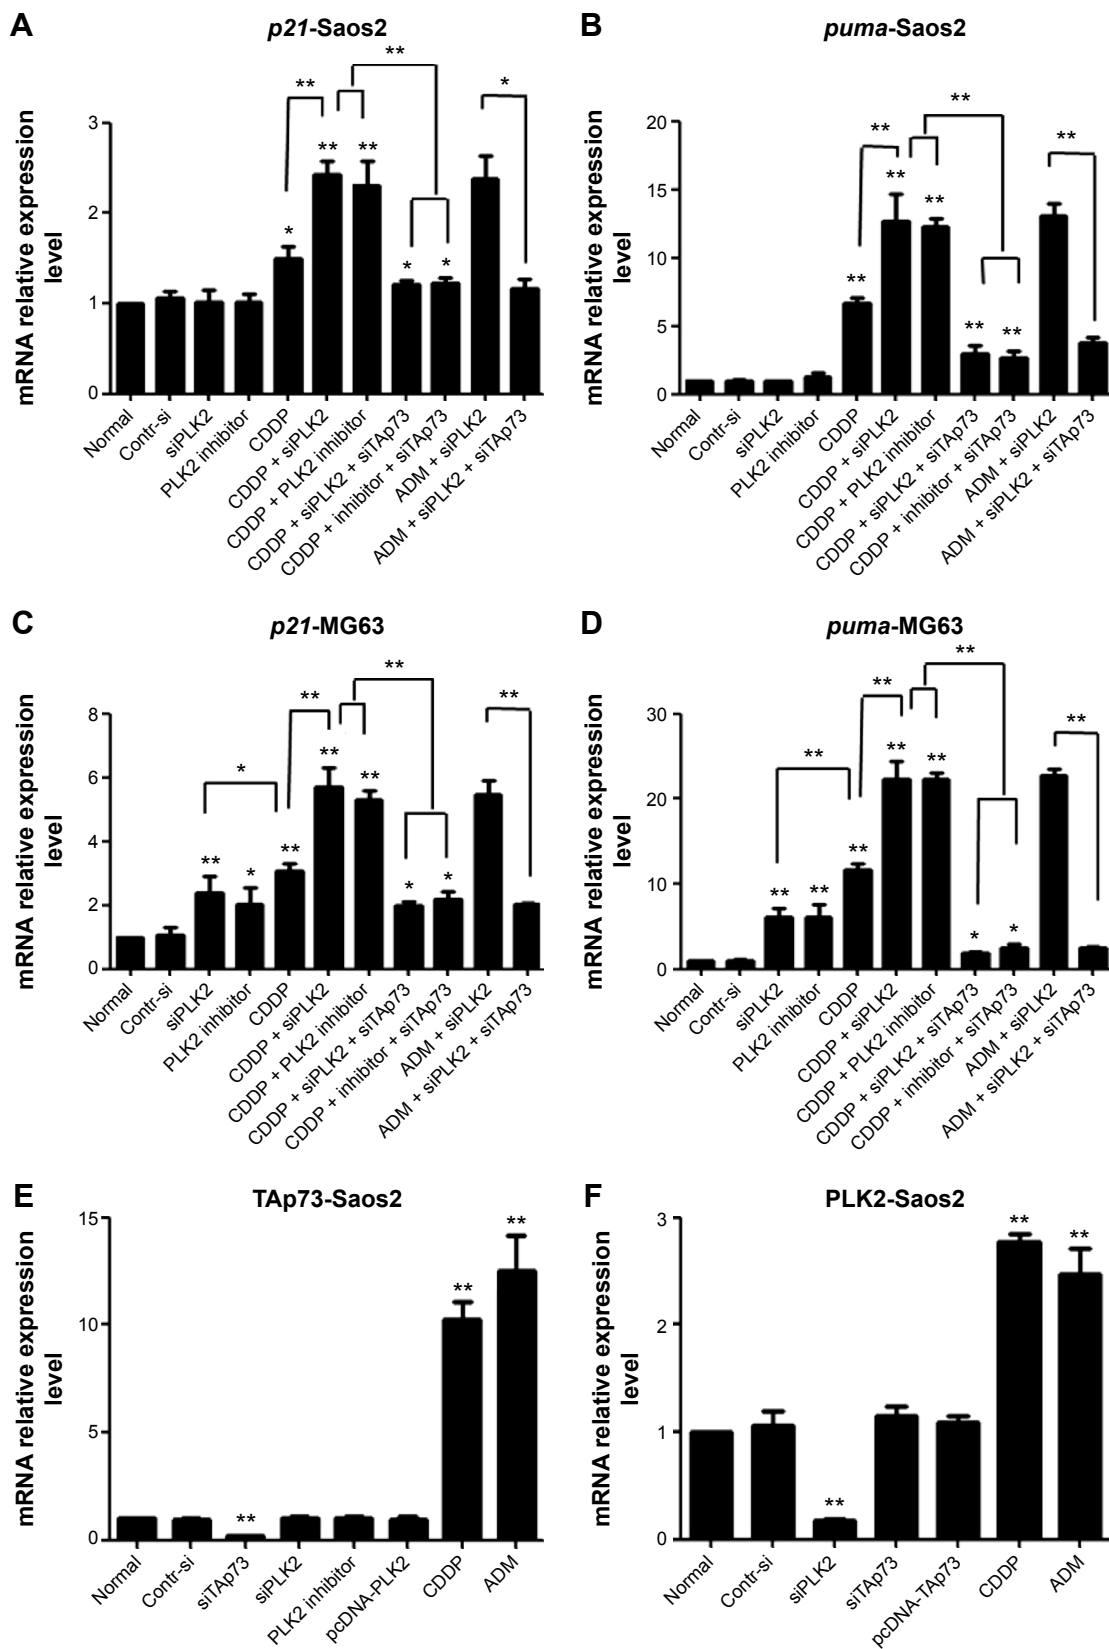 A
p21-Saos2
mRNA relative expression
level
3
2
1
0
**
**
*
**
**
*
*
*
Normal
Contr-si
siPLK2
PLK2 inhibitor
CDDP
CDDP + siPLK2
CDDP + PLK2 inhibitor
CDDP + siPLK2 + siTAp73
CDDP + inhibitor + siTAp73
ADM + siPLK2
ADM + siPLK2 + siTAp73
B
puma-Saos2
mRNA relative expression
level
20
15
10
5
0
**
**
**
**
**
**
**
**
Normal
Contr-si
siPLK2
PLK2 inhibitor
CDDP
CDDP + siPLK2
CDDP + PLK2 inhibitor
CDDP + siPLK2 + siTAp73
CDDP + inhibitor + siTAp73
ADM + siPLK2
ADM + siPLK2 + siTAp73
C
p21-MG63
mRNA relative expression
level
8
6
4
2
0
**
**
**
*
**
**
**
*
**
*
*
Normal
Contr-si
siPLK2
PLK2 inhibitor
CDDP
CDDP + siPLK2
CDDP + PLK2 inhibitor
CDDP + siPLK2 + siTAp73
CDDP + inhibitor + siTAp73
ADM + siPLK2
ADM + siPLK2 + siTAp73
D
puma-MG63
mRNA relative expression
level
30
20
10
0
**
**
**
**
**
**
**
**
**
*
*
Normal
Contr-si
siPLK2
PLK2 inhibitor
CDDP
CDDP + siPLK2
CDDP + PLK2 inhibitor
CDDP + siPLK2 + siTAp73
CDDP + inhibitor + siTAp73
ADM + siPLK2
ADM + siPLK2 + siTAp73
E
TAp73-Saos2
mRNA relative expression
level
15
10
5
0
**
**
**
Normal
Contr-si
siTAp73
siPLK2
PLK2 inhibitor
pcDNA-PLK2
CDDP
ADM
F
PLK2-Saos2
mRNA relative expression
level
3
2
1
0
**
**
**
Normal
Contr-si
siPLK2
siTAp73
pcDNA-TAp73
CDDP
ADM